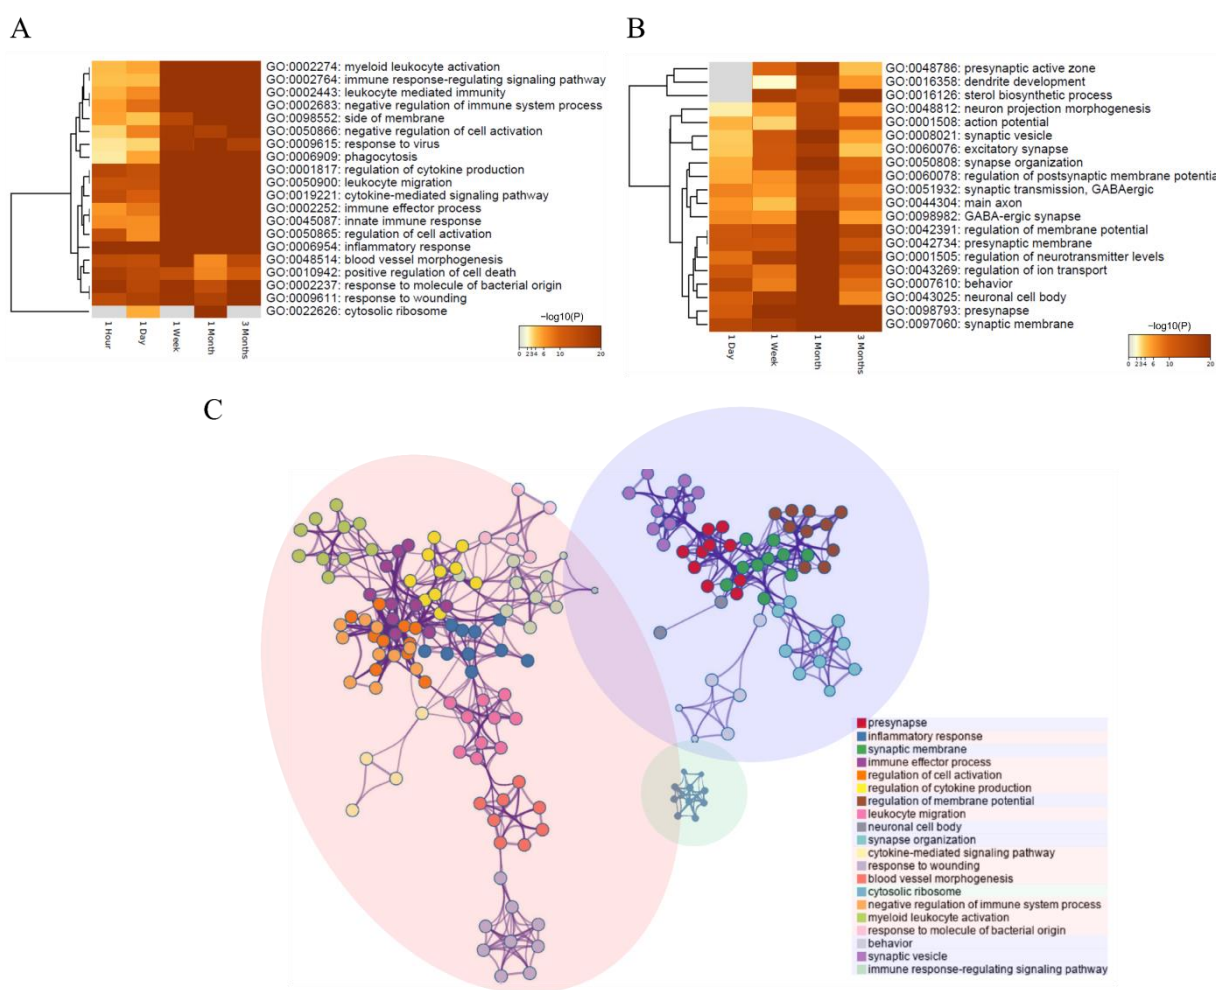 A
GO:0002274: myeloid leukocyte activation
GO:0002764: immune response-regulating signaling pathway
GO:0002443: leukocyte mediated immunity
GO:0002683: negative regulation of immune system process
GO:0098552: side of membrane
GO:0050866: negative regulation of cell activation
GO:0009615: response to virus
GO:0006909: phagocytosis
GO:0001817: regulation of cytokine production
GO:0050900: leukocyte migration
GO:0019221: cytokine-mediated signaling pathway
GO:0002252: immune effector process
GO:0045087: innate immune response
GO:0050865: regulation of cell activation
GO:0006954: inflammatory response
GO:0048514: blood vessel morphogenesis
GO:0010942: positive regulation of cell death
GO:0002237: response to molecule of bacterial origin
GO:0009611: response to wounding
GO:0022626: cytosolic ribosome
1 Hour
1 Day
1 Week
1 Month
3 Months
−log10(P)
0 2 3 4 6 10 20
B
GO:0048786: presynaptic active zone
GO:0016358: dendrite development
GO:0016126: sterol biosynthetic process
GO:0048812: neuron projection morphogenesis
GO:0001508: action potential
GO:0008021: synaptic vesicle
GO:0060076: excitatory synapse
GO:0050808: synapse organization
GO:0060078: regulation of postsynaptic membrane potential
GO:0051932: synaptic transmission, GABAergic
GO:0044304: main axon
GO:0098982: GABA-ergic synapse
GO:0042391: regulation of membrane potential
GO:0042734: presynaptic membrane
GO:0001505: regulation of neurotransmitter levels
GO:0043269: regulation of ion transport
GO:0007610: behavior
GO:0043025: neuronal cell body
GO:0098793: presynapse
GO:0097060: synaptic membrane
1 Day
1 Week
1 Month
3 Months
−log10(P)
0 2 3 4 6 10 20
C
presynapse
inflammatory response
synaptic membrane
immune effector process
regulation of cell activation
regulation of cytokine production
regulation of membrane potential
leukocyte migration
neuronal cell body
synapse organization
cytokine-mediated signaling pathway
response to wounding
blood vessel morphogenesis
cytosolic ribosome
negative regulation of immune system process
myeloid leukocyte activation
response to molecule of bacterial origin
behavior
synaptic vesicle
immune response-regulating signaling pathway